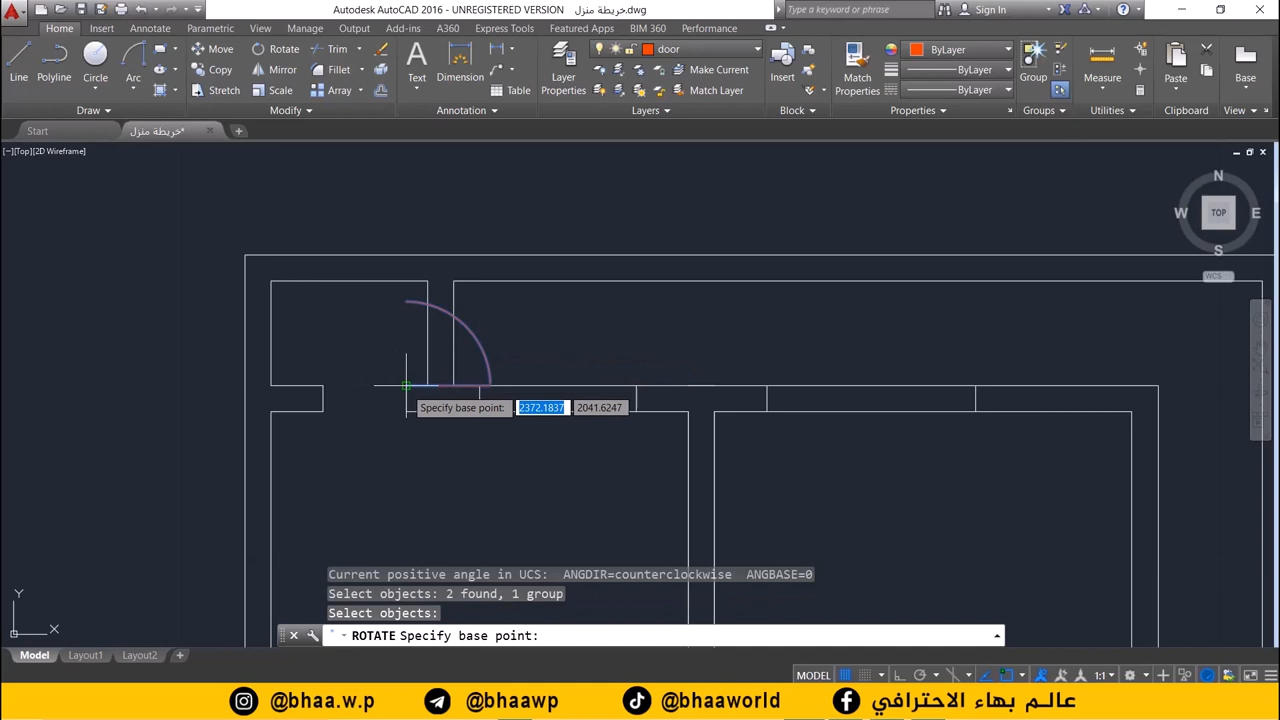 Autodesk AutoCAD 2016 - UNREGISTERED VERSION خريطة منزل.dwg
Type a keyword or phrase
Sign In
Home Insert Annotate Parametric View Manage Output Add-ins A360 Express Tools Featured Apps BIM 360 Performance
Line Polyline Circle Arc
Move Rotate Trim
Copy Mirror Fillet
Stretch Scale Array
Text Dimension Table
Layer Properties
door
Make Current
Match Layer
Insert
Match Properties
ByLayer
ByLayer
ByLayer
Group
Measure
Paste
Base
Draw Modify Annotation Layers Block Properties Groups Utilities Clipboard View
Start خريطة منزل*
[−][Top][2D Wireframe]
N
W TOP E
S
WCS
Specify base point: 2372.1837 2041.6247
Current positive angle in UCS: ANGDIR=counterclockwise ANGBASE=0
Select objects: 2 found, 1 group
Select objects:
ROTATE Specify base point:
Y
X
Model Layout1 Layout2
MODEL 1:1
@bhaa.w.p @bhaawp @bhaaworld عالم بهاء الاحترافي